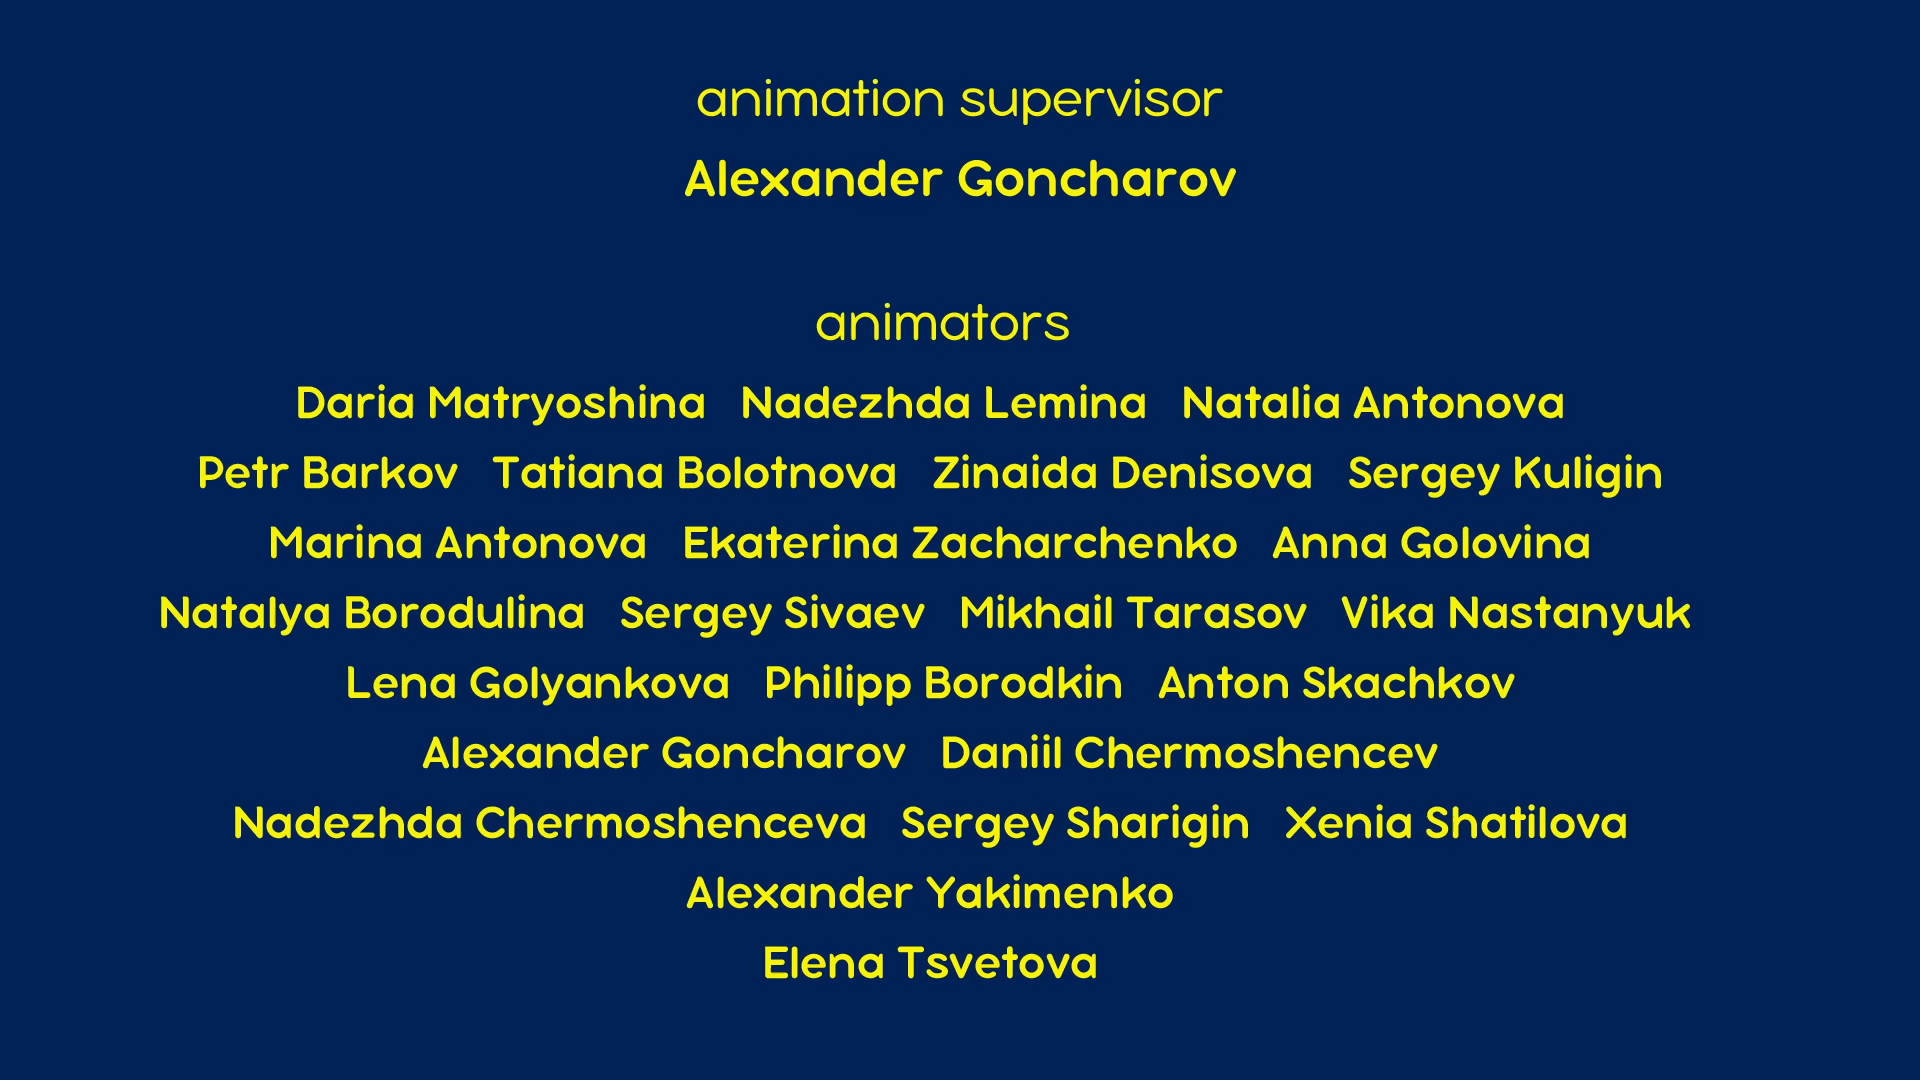 animation supervisor
Alexander Goncharov
animators
Daria Matryoshina Nadezhda Lemina Natalia Antonova
Petr Barkov Tatiana Bolotnova Zinaida Denisova Sergey Kuligin
Marina Antonova Ekaterina Zacharchenko Anna Golovina
Natalya Borodulina Sergey Sivaev Mikhail Tarasov Vika Nastanyuk
Lena Golyankova Philipp Borodkin Anton Skachkov
Alexander Goncharov Daniil Chermoshencev
Nadezhda Chermoshenceva Sergey Sharigin Xenia Shatilova
Alexander Yakimenko
Elena Tsvetova